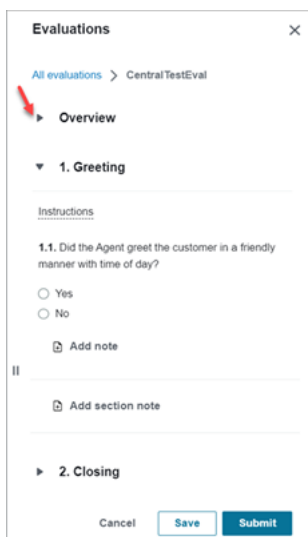 Evaluations
All evaluations > CentralTestEval
Overview
1. Greeting
Instructions
1.1. Did the Agent greet the customer in a friendly
manner with time of day?
Yes
No
Add note
Add section note
2. Closing
Cancel Save Submit